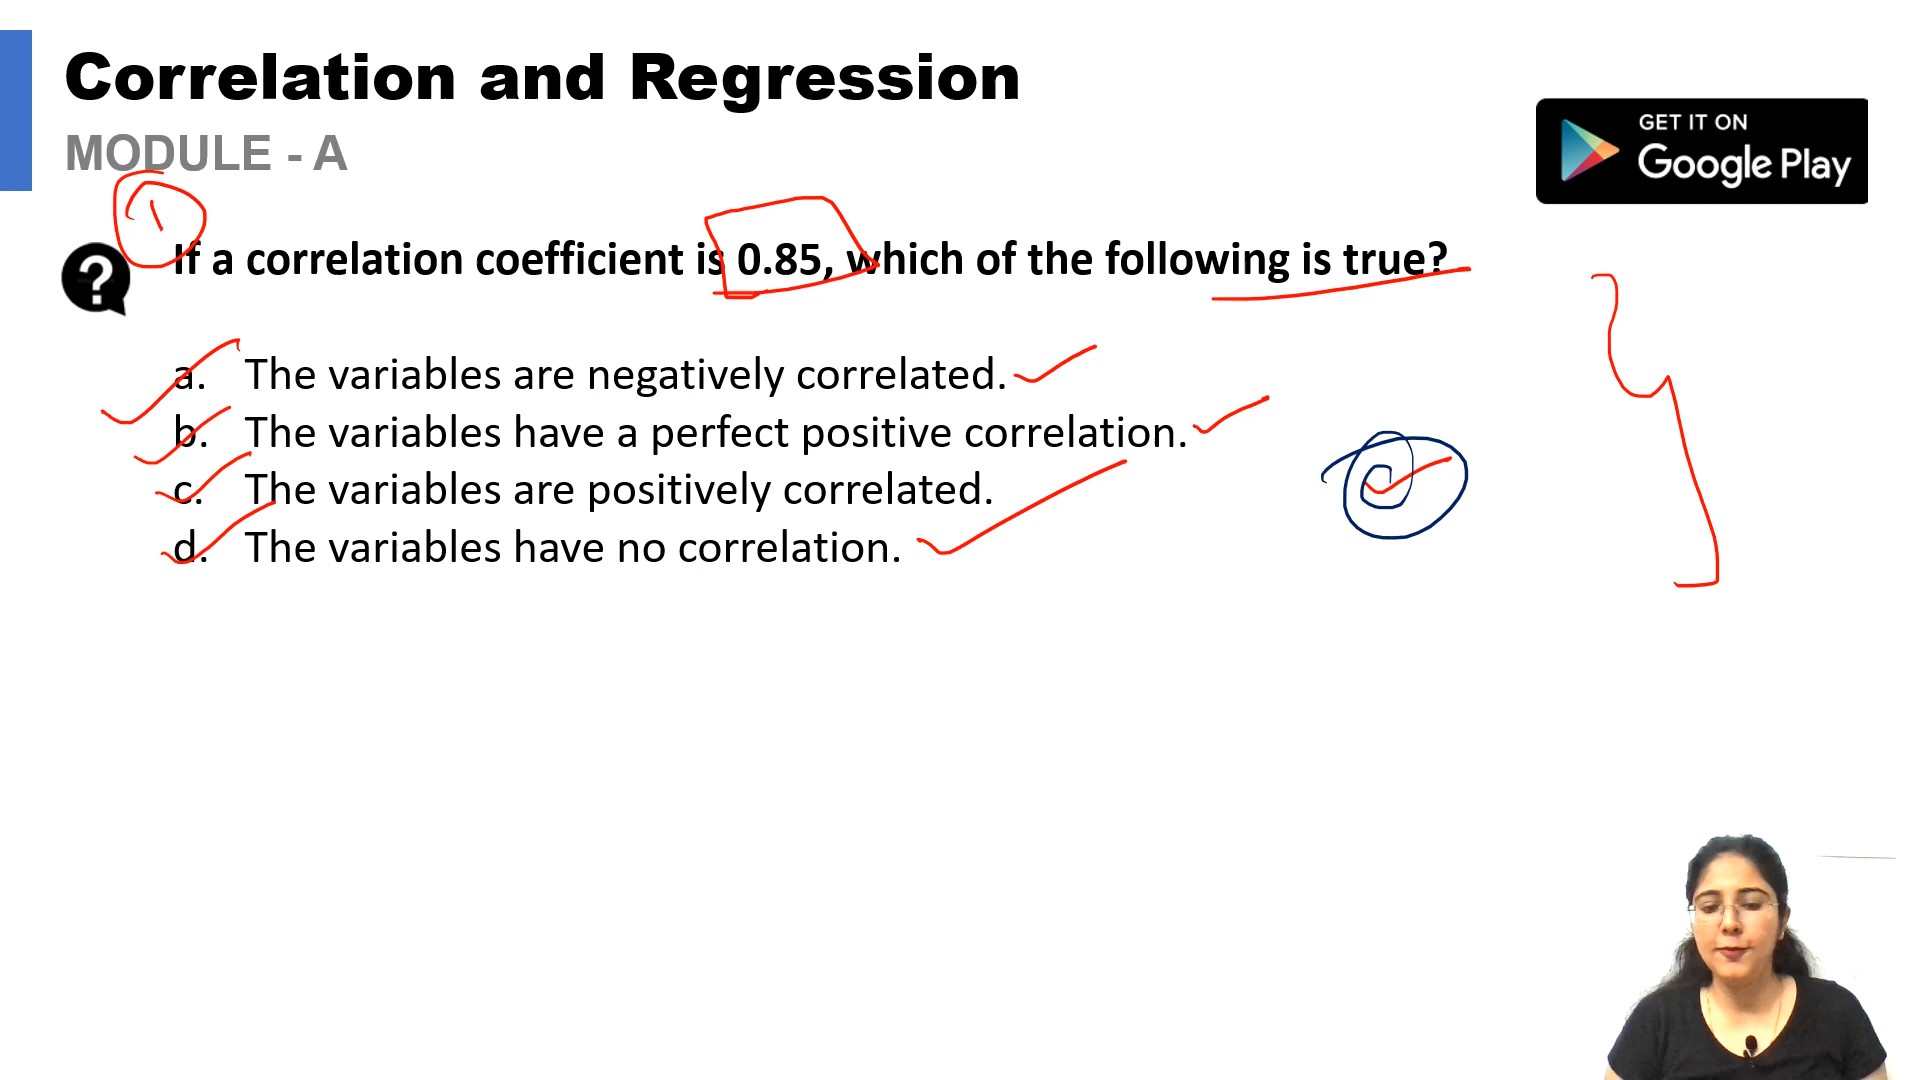 Correlation and Regression
MODULE - A
GET IT ON
Google Play
1
If a correlation coefficient is 0.85, which of the following is true?
a. The variables are negatively correlated.
b. The variables have a perfect positive correlation.
c. The variables are positively correlated.
d. The variables have no correlation.